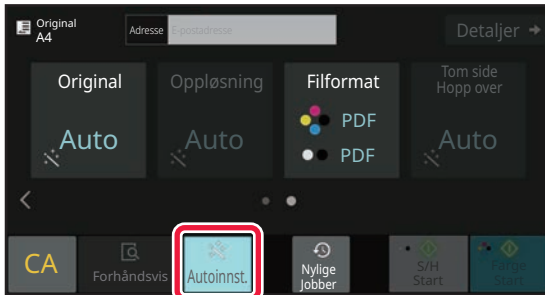 Original
A4
Adresse
E-postadresse
Detaljer
Original
Auto
Oppløsning
Auto
Filformat
PDF
PDF
Tom side
Hopp over
Auto
CA
Forhåndsvis
Autoinnst.
Nylige
Jobber
S/H
Start
Farge
Start